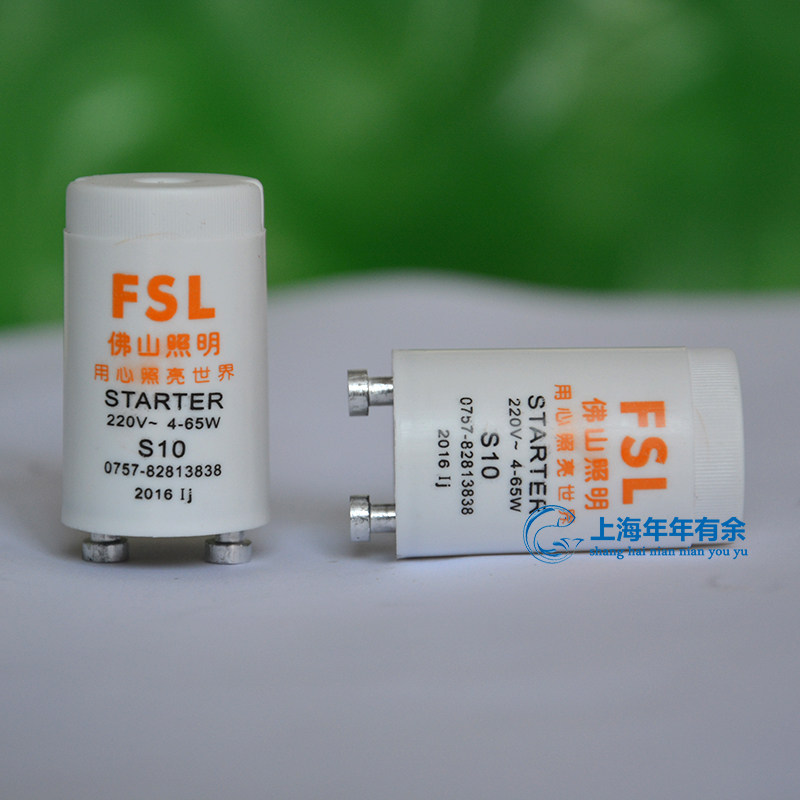 FSL
佛山照明
用心照亮世界
STARTER
220V~ 4-65W
S10
0757-82813838
2016 Ij
FSL
佛山照明
用心照亮世界
STARTER
220V~ 4-65W
S10
0757-82813838
2016 Ij
上海年年有余
shang hai nian nian you yu